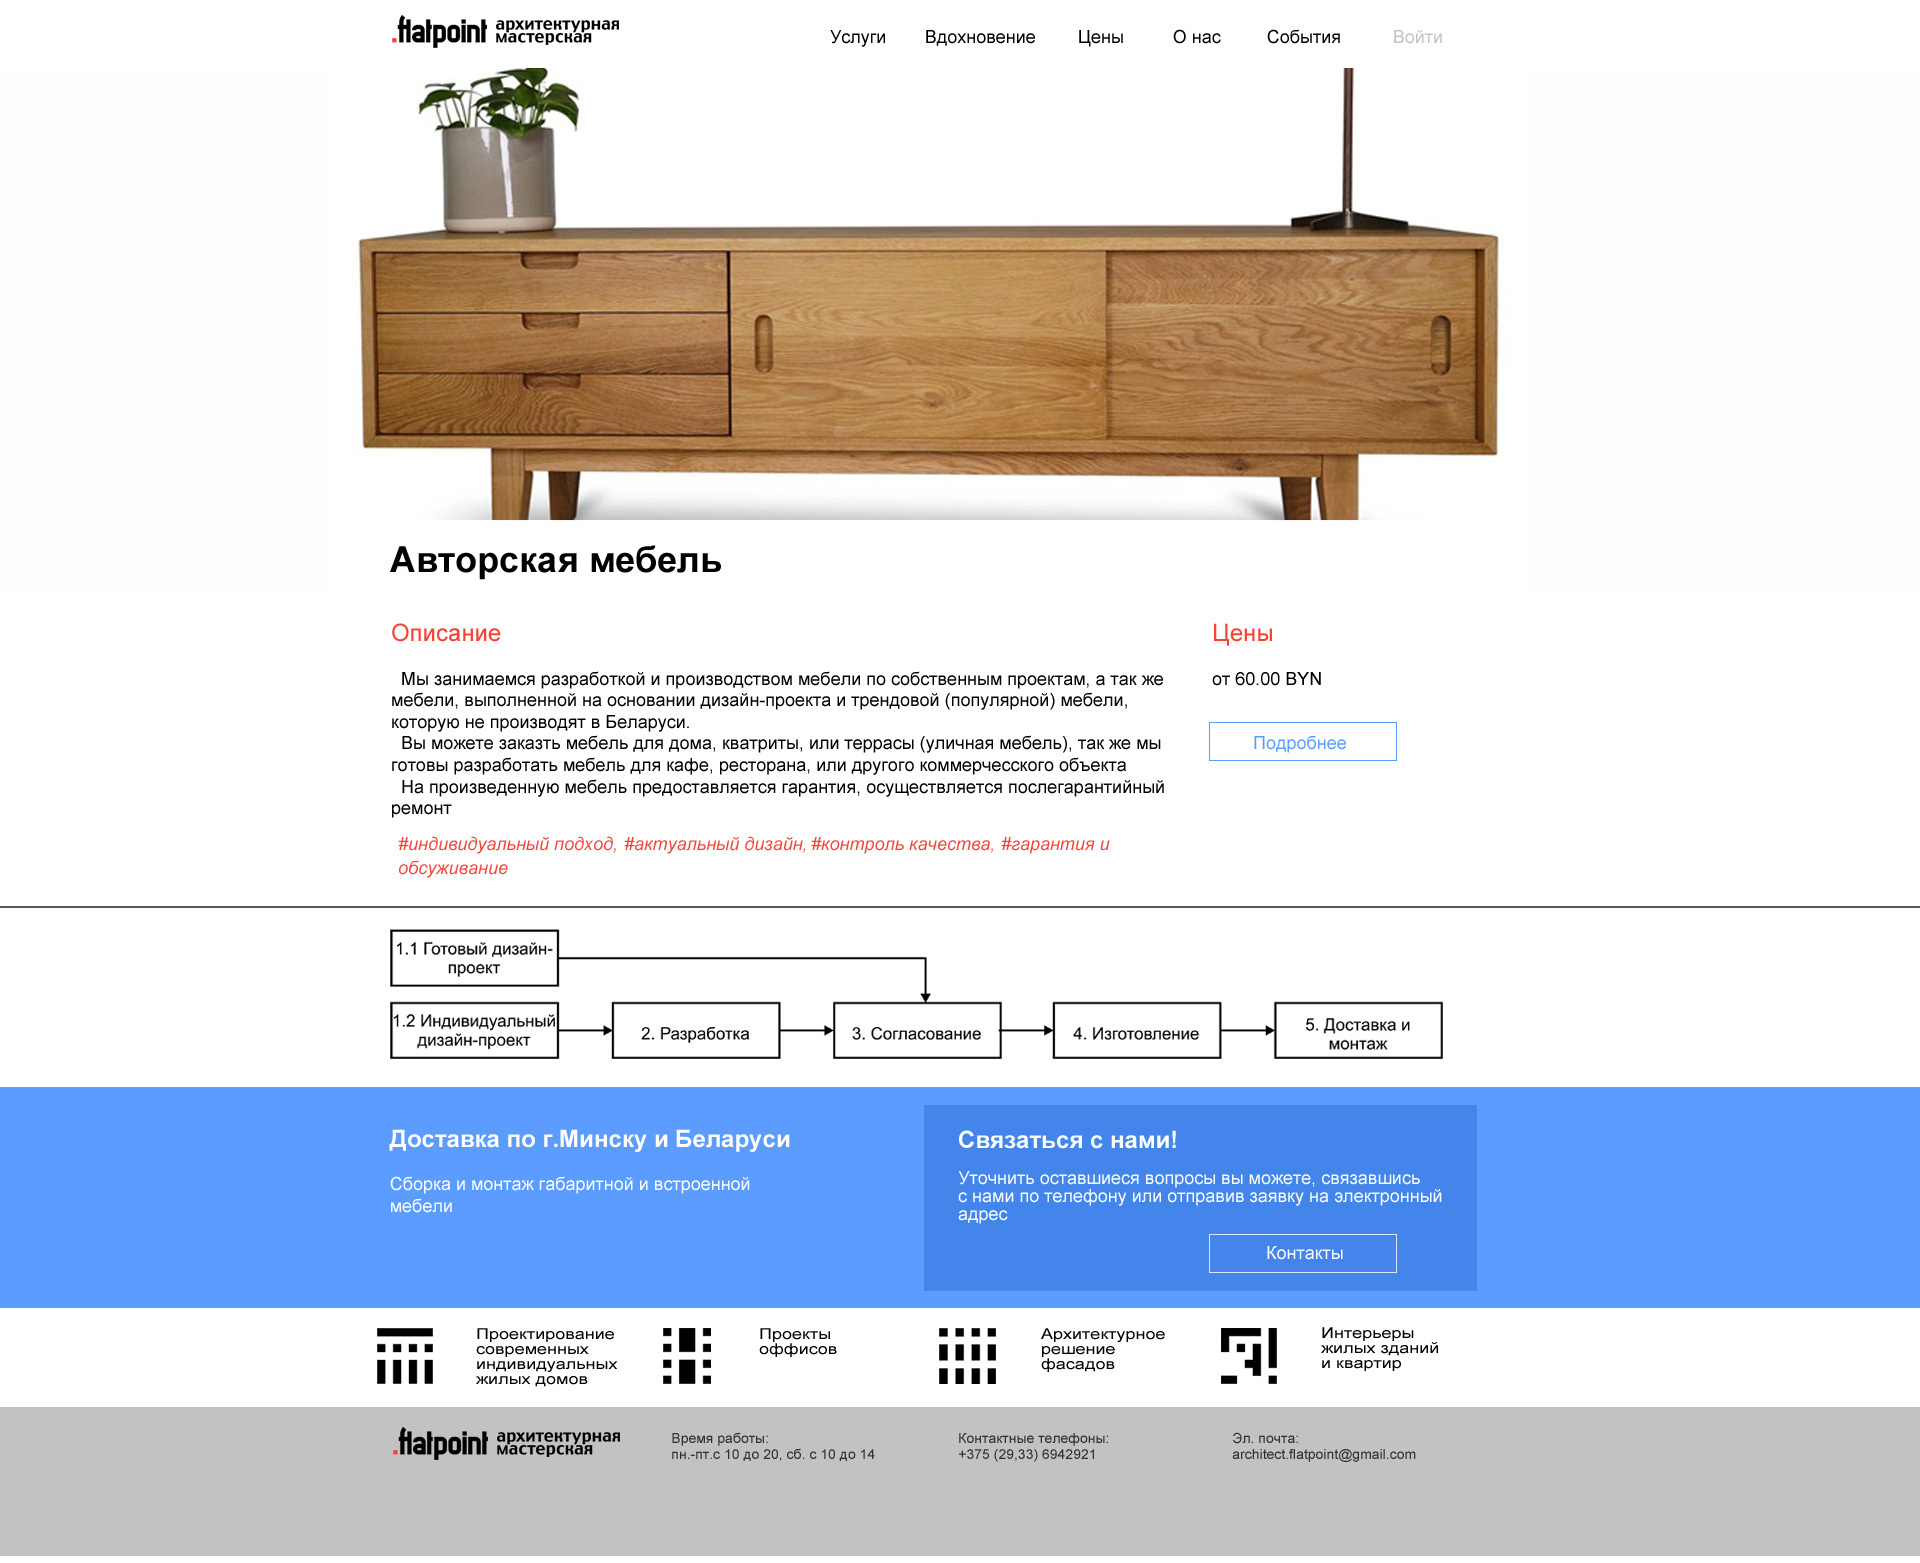 .flatpoint архитектурная мастерская
Услуги Вдохновение Цены О нас События Войти
Авторская мебель
Описание
Мы занимаемся разработкой и производством мебели по собственным проектам, а так же
мебели, выполненной на основании дизайн-проекта и трендовой (популярной) мебели,
которую не производят в Беларуси.
Вы можете заказть мебель для дома, кватриты, или террасы (уличная мебель), так же мы
готовы разработать мебель для кафе, ресторана, или другого коммерчесского объекта
На произведенную мебель предоставляется гарантия, осуществляется послегарантийный
ремонт
#индивидуальный подход, #актуальный дизайн, #контроль качества, #гарантия и
обсуживание
Цены
от 60.00 BYN
Подробнее
1.1 Готовый дизайн-
проект
1.2 Индивидуальный
дизайн-проект
2. Разработка
3. Согласование
4. Изготовление
5. Доставка и
монтаж
Доставка по г.Минску и Беларуси
Сборка и монтаж габаритной и встроенной
мебели
Связаться с нами!
Уточнить оставшиеся вопросы вы можете, связавшись
с нами по телефону или отправив заявку на электронный
адрес
Контакты
Проектирование
современных
индивидуальных
жилых домов
Проекты
оффисов
Архитектурное
решение
фасадов
Интерьеры
жилых зданий
и квартир
.flatpoint архитектурная мастерская
Время работы:
пн.-пт.с 10 до 20, сб. с 10 до 14
Контактные телефоны:
+375 (29,33) 6942921
Эл. почта:
architect.flatpoint@gmail.com